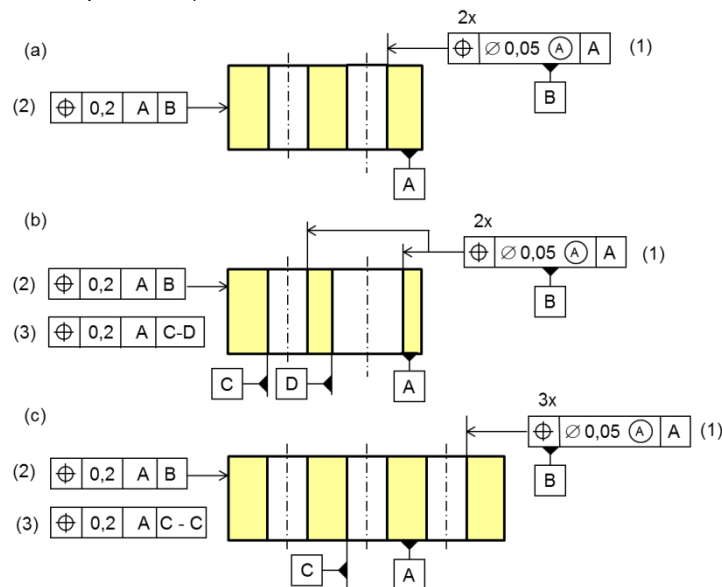 2x
(a)
⌖ ∅ 0,05 Ⓐ A (1)
(2) ⌖ 0,2 A B
B
A
(b)
2x
⌖ ∅ 0,05 Ⓐ A (1)
(2) ⌖ 0,2 A B
B
(3) ⌖ 0,2 A C-D
C D A
(c)
3x
⌖ ∅ 0,05 Ⓐ A (1)
(2) ⌖ 0,2 A B
B
(3) ⌖ 0,2 A C - C
C A